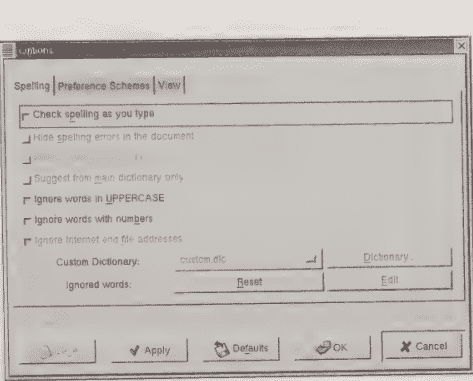 Options
Spelling Preference Schemes View
Check spelling as you type
Hide spelling errors in the document
Suggest from main dictionary only
Ignore words in UPPERCASE
Ignore words with numbers
Ignore Internet and file addresses
Custom Dictionary: custom.dic Dictionary...
Ignored words: Reset Edit
Apply Defaults OK Cancel